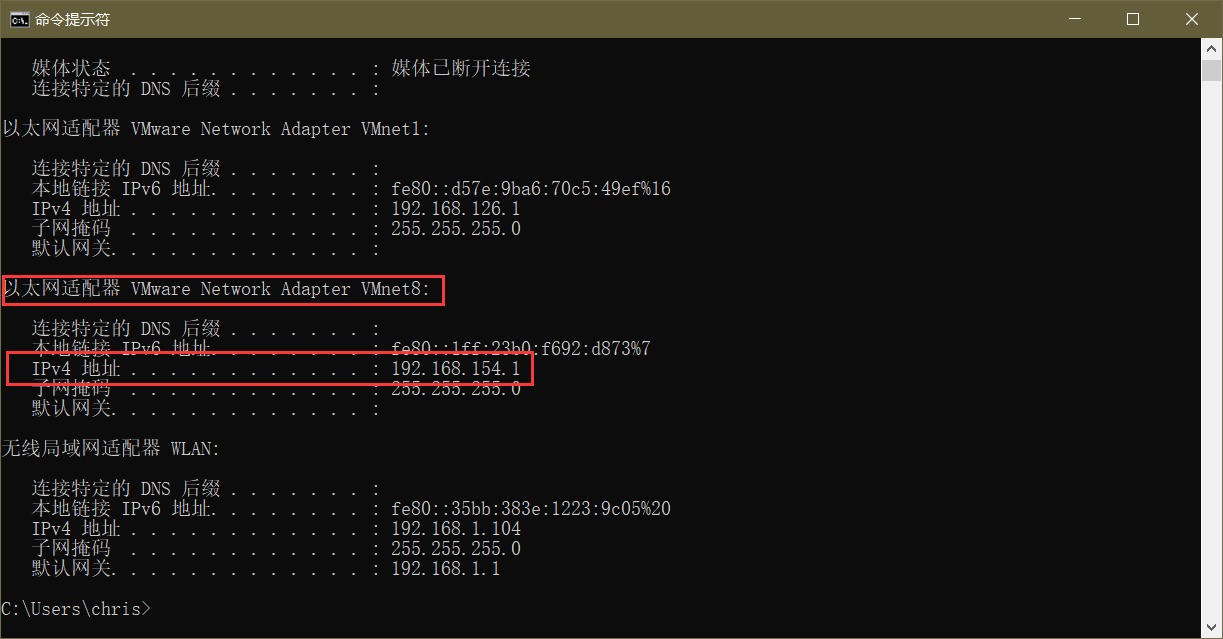 命令提示符
媒体状态 . . . . . . . . . . . . : 媒体已断开连接
连接特定的 DNS 后缀 . . . . . . . :
以太网适配器 VMware Network Adapter VMnet1:
连接特定的 DNS 后缀 . . . . . . . :
本地链接 IPv6 地址. . . . . . . . : fe80::d57e:9ba6:70c5:49ef%16
IPv4 地址 . . . . . . . . . . . . : 192.168.126.1
子网掩码 . . . . . . . . . . . . : 255.255.255.0
默认网关. . . . . . . . . . . . . :
以太网适配器 VMware Network Adapter VMnet8:
连接特定的 DNS 后缀 . . . . . . . :
本地链接 IPv6 地址. . . . . . . . : fe80::1ff:23b0:f692:d873%7
IPv4 地址 . . . . . . . . . . . . : 192.168.154.1
子网掩码 . . . . . . . . . . . . : 255.255.255.0
默认网关. . . . . . . . . . . . . :
无线局域网适配器 WLAN:
连接特定的 DNS 后缀 . . . . . . . :
本地链接 IPv6 地址. . . . . . . . : fe80::35bb:383e:1223:9c05%20
IPv4 地址 . . . . . . . . . . . . : 192.168.1.104
子网掩码 . . . . . . . . . . . . : 255.255.255.0
默认网关. . . . . . . . . . . . . : 192.168.1.1
C:\Users\chris>